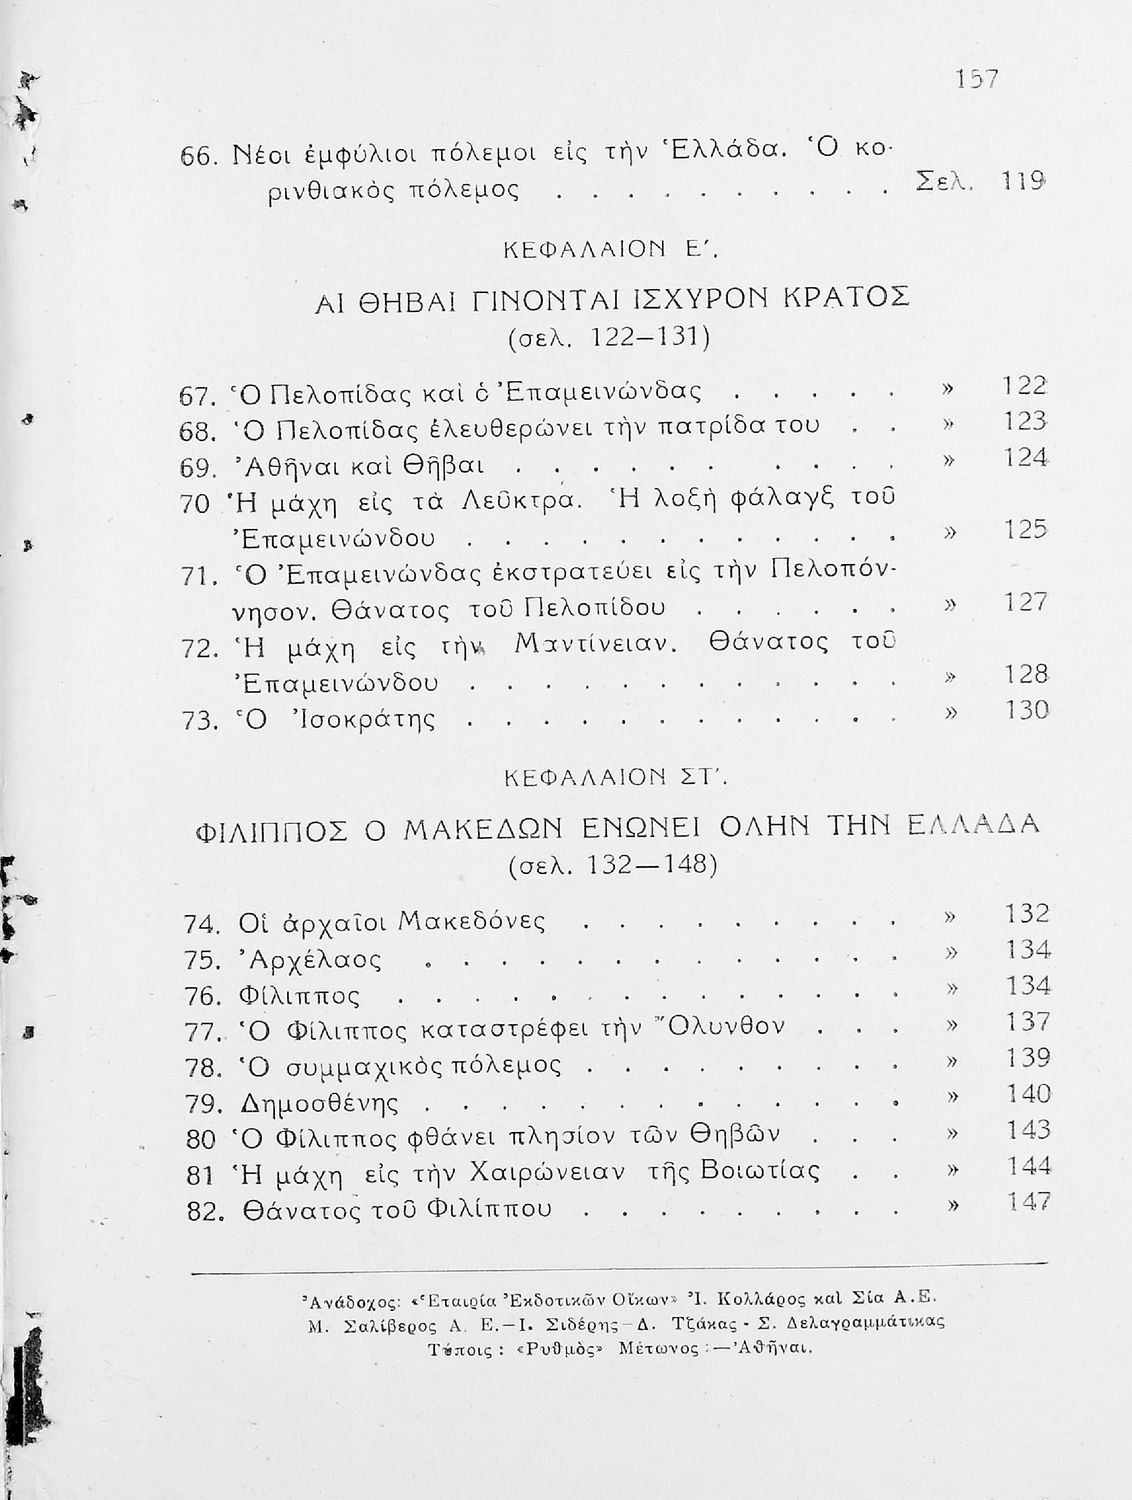 157
66. Νέοι ἐμφύλιοι πόλεμοι εἰς τὴν Ἑλλάδα. Ὁ κο-
ρινθιακὸς πόλεμος . . . . . . . . . . Σελ. 119
ΚΕΦΑΛΑΙΟΝ Ε′.
ΑΙ ΘΗΒΑΙ ΓΙΝΟΝΤΑΙ ΙΣΧΥΡΟΝ ΚΡΑΤΟΣ
(σελ. 122—131)
67. Ὁ Πελοπίδας καὶ ὁ Ἐπαμεινώνδας . . . . . » 122
68. Ὁ Πελοπίδας ἐλευθερώνει τὴν πατρίδα του . . » 123
69. Ἀθῆναι καὶ Θῆβαι . . . . . . . . . . » 124
70 Ἡ μάχη εἰς τὰ Λεῦκτρα. Ἡ λοξὴ φάλαγξ τοῦ
Ἐπαμεινώνδου . . . . . . . . . . . . » 125
71. Ὁ Ἐπαμεινώνδας ἐκστρατεύει εἰς τὴν Πελοπόν-
νησον. Θάνατος τοῦ Πελοπίδου . . . . . . » 127
72. Ἡ μάχη εἰς τὴν Μαντίνειαν. Θάνατος τοῦ
Ἐπαμεινώνδου . . . . . . . . . . . . » 128
73. Ὁ Ἰσοκράτης . . . . . . . . . . . . » 130
ΚΕΦΑΛΑΙΟΝ ΣΤ′.
ΦΙΛΙΠΠΟΣ Ο ΜΑΚΕΔΩΝ ΕΝΩΝΕΙ ΟΛΗΝ ΤΗΝ ΕΛΛΑΔΑ
(σελ. 132—148)
74. Οἱ ἀρχαῖοι Μακεδόνες . . . . . . . . . » 132
75. Ἀρχέλαος . . . . . . . . . . . . . » 134
76. Φίλιππος . . . . . . . . . . . . . . » 134
77. Ὁ Φίλιππος καταστρέφει τὴν Ὄλυνθον . . . » 137
78. Ὁ συμμαχικὸς πόλεμος . . . . . . . . . » 139
79. Δημοσθένης . . . . . . . . . . . . . » 140
80 Ὁ Φίλιππος φθάνει πλησίον τῶν Θηβῶν . . . » 143
81 Ἡ μάχη εἰς τὴν Χαιρώνειαν τῆς Βοιωτίας . . » 144
82. Θάνατος τοῦ Φιλίππου . . . . . . . . . » 147
Ἀνάδοχος: «Ἑταιρία Ἐκδοτικῶν Οἴκων» Ἰ. Κολλάρος καὶ Σία Α.Ε.
Μ. Σαλίβερος Α. Ε.—Ι. Σιδέρης—Δ. Τζάκας - Σ. Δελαγραμμάτικας
Τύποις : «Ρυθμὸς» Μέτωνος :—Ἀθῆναι.